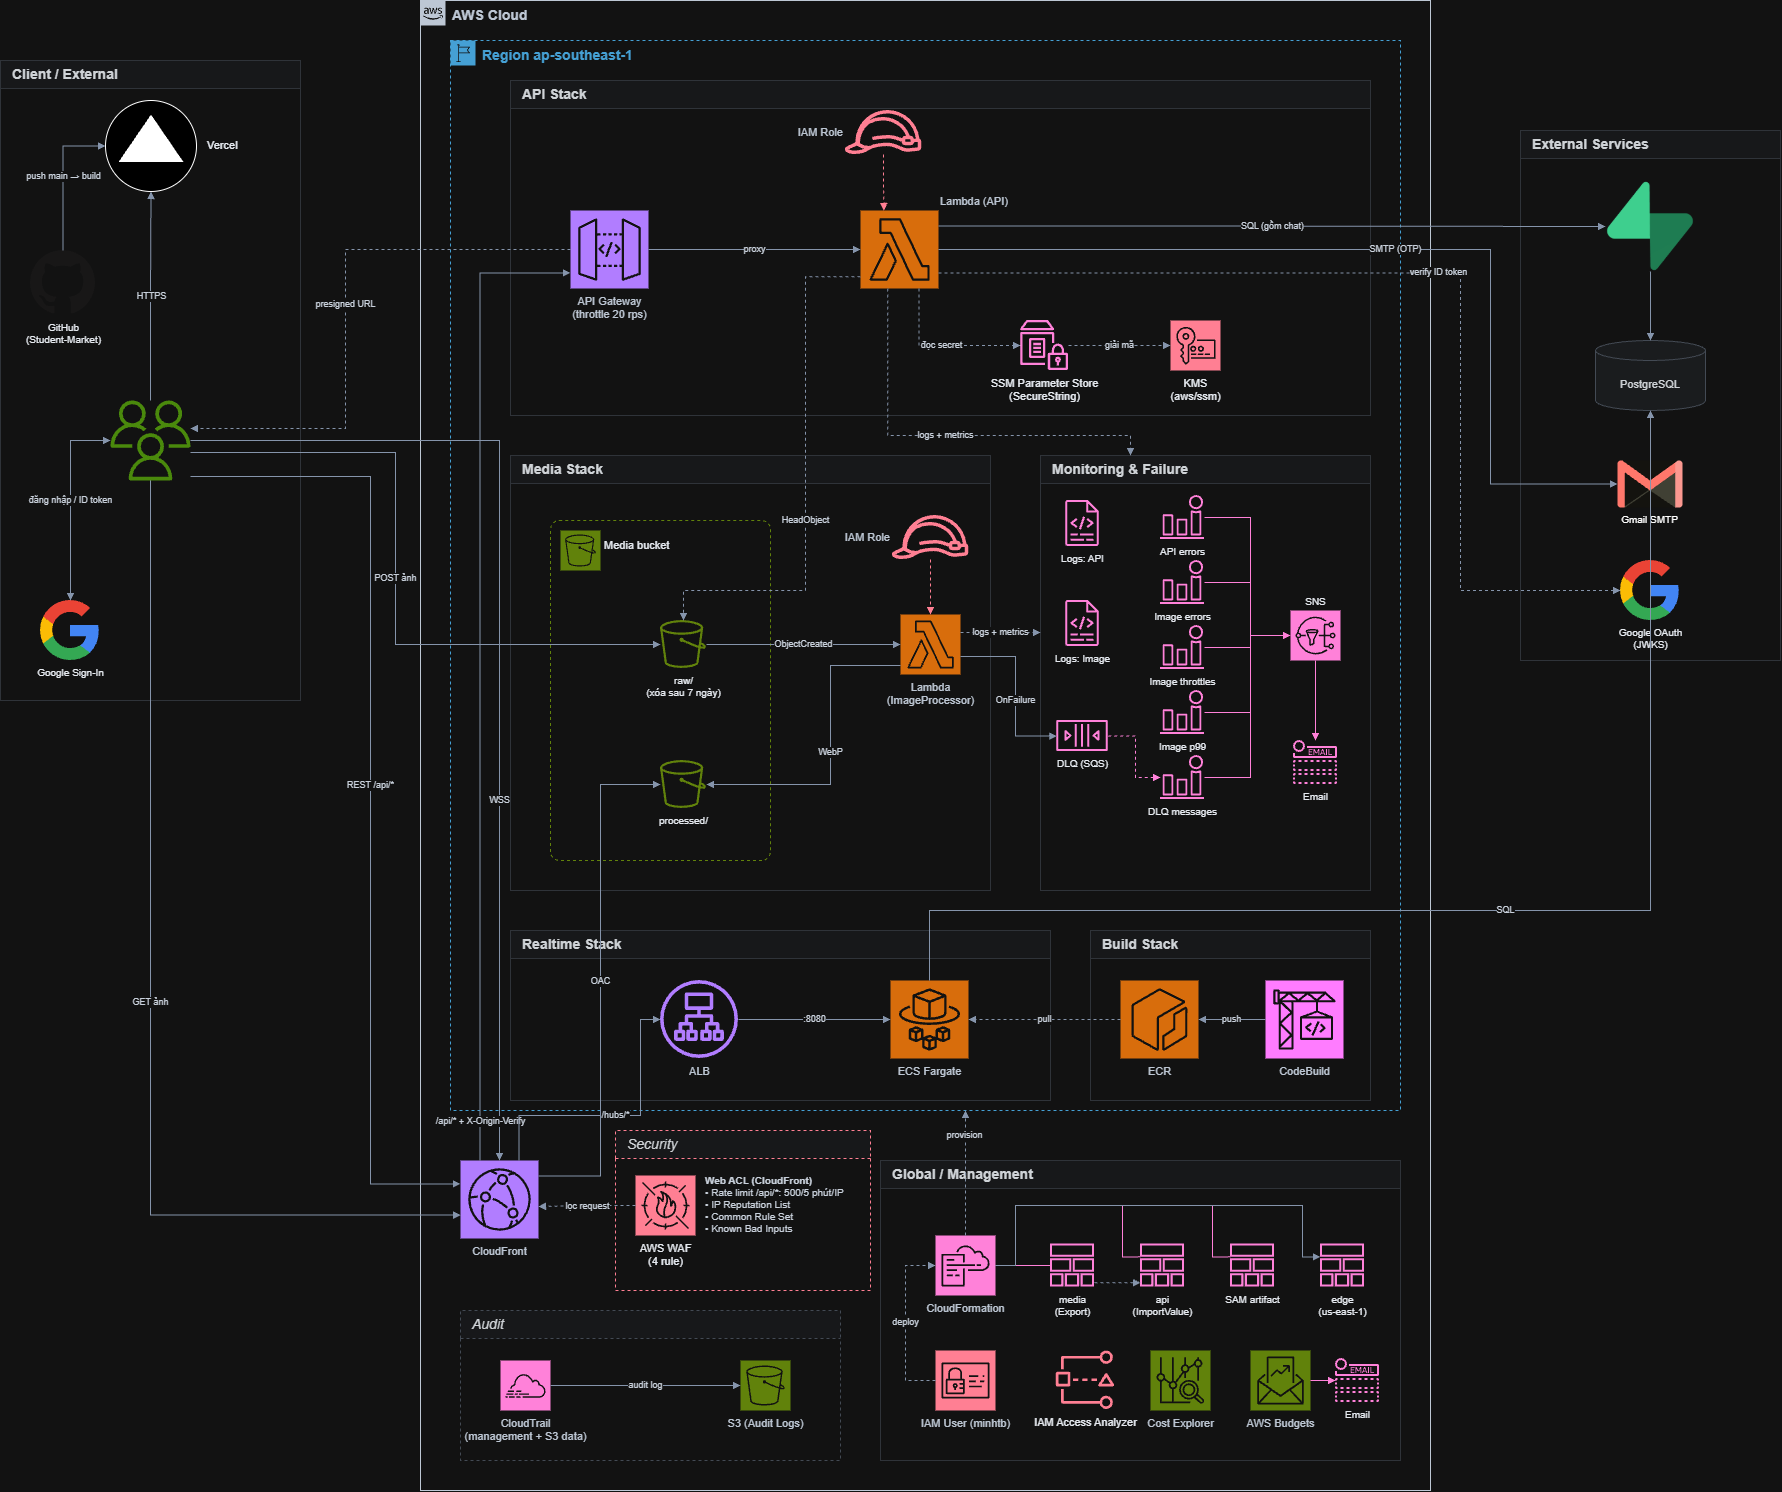 aws
AWS Cloud
Region ap-southeast-1
Client / External
Vercel
push main → build
GitHub
(Student-Market)
HTTPS
presigned URL
đăng nhập / ID token
Google Sign-In
POST ảnh
REST /api/*
WSS
GET ảnh
API Stack
IAM Role
Lambda (API)
API Gateway
(throttle 20 rps)
proxy
đọc secret
SSM Parameter Store
(SecureString)
giải mã
KMS
(aws/ssm)
logs + metrics
SQL (gồm chat)
SMTP (OTP)
verify ID token
External Services
PostgreSQL
Gmail SMTP
Google OAuth
(JWKS)
Media Stack
Media bucket
HeadObject
IAM Role
raw/
(xóa sau 7 ngày)
ObjectCreated
Lambda
(ImageProcessor)
logs + metrics
OnFailure
WebP
processed/
Monitoring & Failure
Logs: API
API errors
Image errors
Logs: Image
Image throttles
Image p99
DLQ (SQS)
DLQ messages
SNS
EMAIL
Email
SQL
Realtime Stack
OAC
ALB
:8080
ECS Fargate
pull
Build Stack
ECR
push
CodeBuild
/api/* + X-Origin-Verify
/hubs/*
CloudFront
lọc request
Security
Web ACL (CloudFront)
• Rate limit /api/*: 500/5 phút/IP
• IP Reputation List
• Common Rule Set
• Known Bad Inputs
AWS WAF
(4 rule)
provision
Global / Management
CloudFormation
media
(Export)
api
(ImportValue)
SAM artifact
edge
(us-east-1)
deploy
IAM User (minhtb)
IAM Access Analyzer
Cost Explorer
AWS Budgets
EMAIL
Email
Audit
CloudTrail
(management + S3 data)
audit log
S3 (Audit Logs)